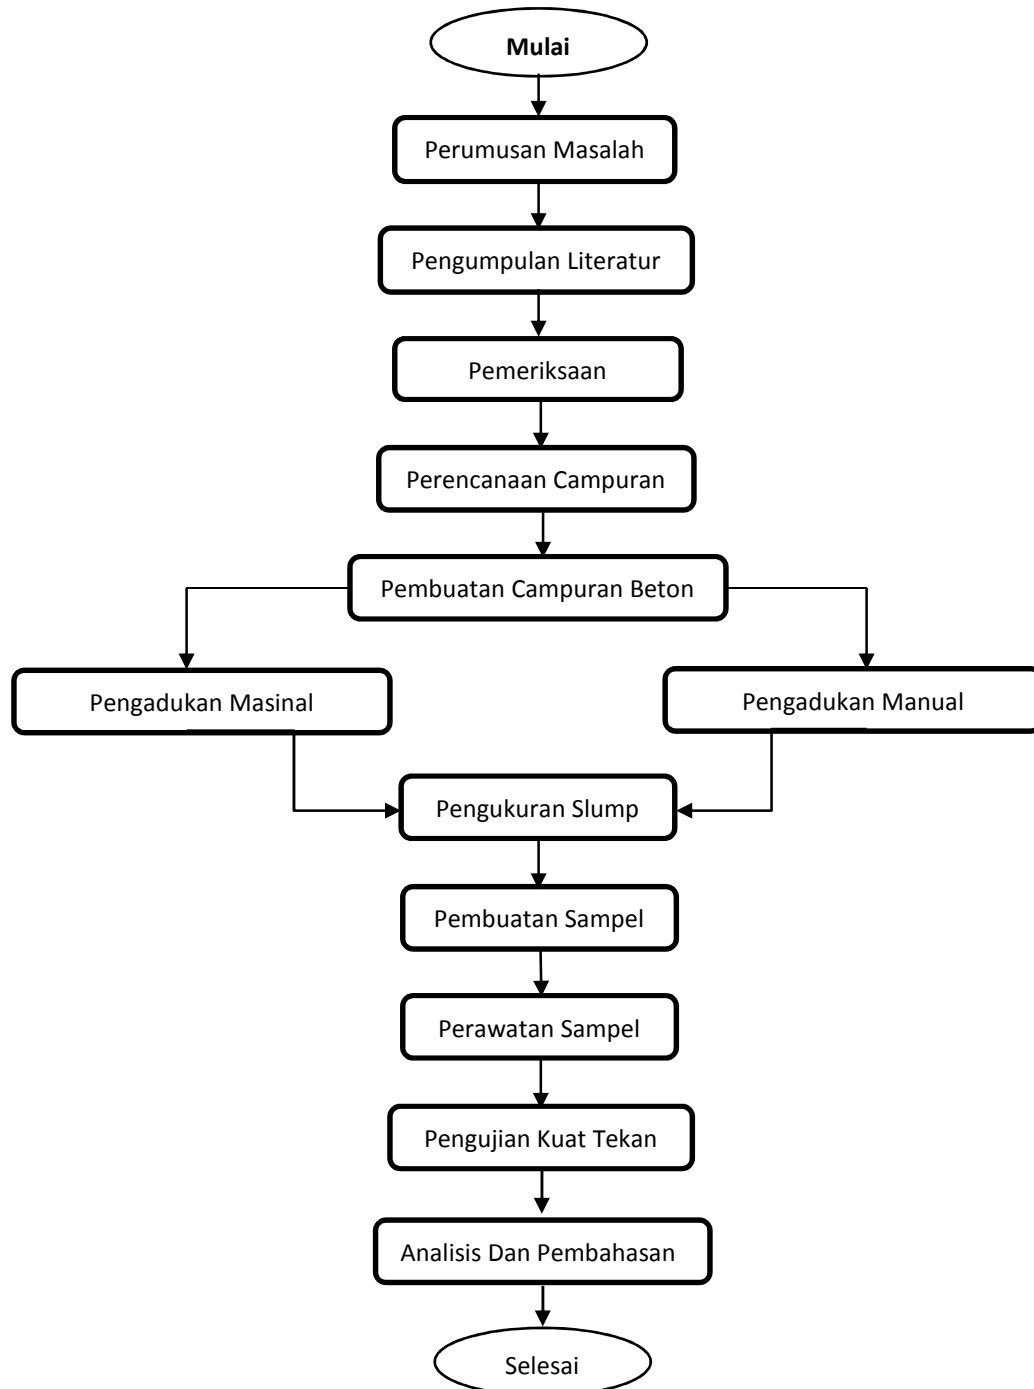 Mulai
Perumusan Masalah
Pengumpulan Literatur
Pemeriksaan
Perencanaan Campuran
Pembuatan Campuran Beton
Pengadukan Masinal
Pengadukan Manual
Pengukuran Slump
Pembuatan Sampel
Perawatan Sampel
Pengujian Kuat Tekan
Analisis Dan Pembahasan
Selesai